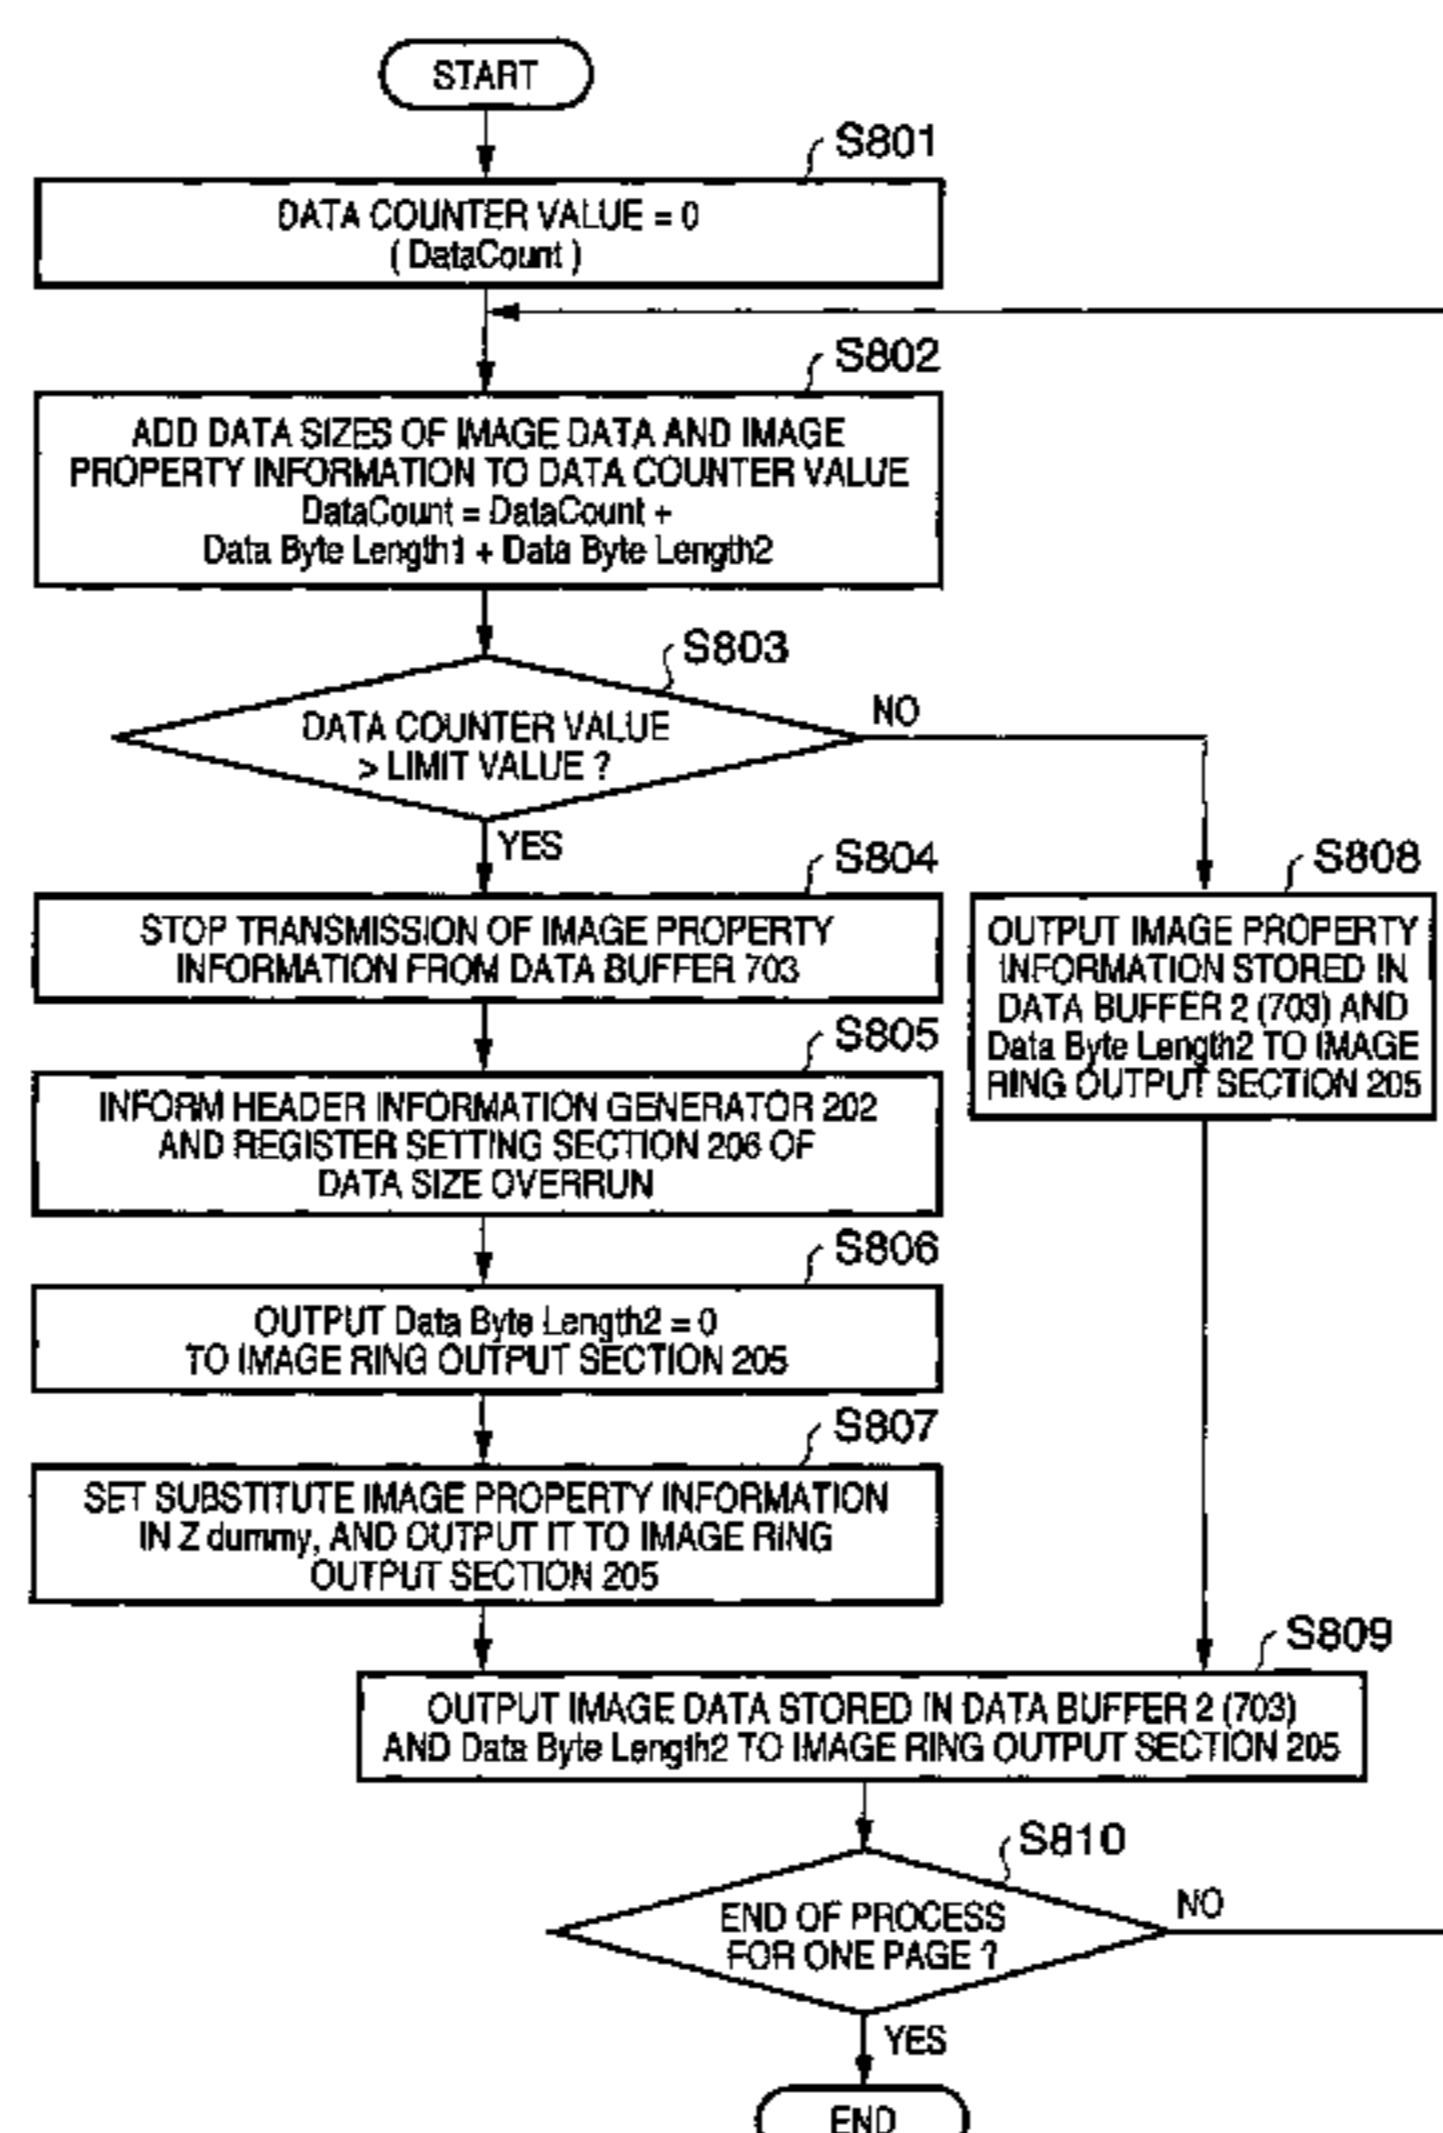 START
S801
DATA COUNTER VALUE = 0
( DataCount )
S802
ADD DATA SIZES OF IMAGE DATA AND IMAGE
PROPERTY INFORMATION TO DATA COUNTER VALUE
DataCount = DataCount +
Data Byte Length1 + Data Byte Length2
S803
DATA COUNTER VALUE
> LIMIT VALUE ?
NO
YES
S804
STOP TRANSMISSION OF IMAGE PROPERTY
INFORMATION FROM DATA BUFFER 703
S808
OUTPUT IMAGE PROPERTY
INFORMATION STORED IN
DATA BUFFER 2 (703) AND
Data Byte Length2 TO IMAGE
RING OUTPUT SECTION 205
S805
INFORM HEADER INFORMATION GENERATOR 202
AND REGISTER SETTING SECTION 206 OF
DATA SIZE OVERRUN
S806
OUTPUT Data Byte Length2 = 0
TO IMAGE RING OUTPUT SECTION 205
S807
SET SUBSTITUTE IMAGE PROPERTY INFORMATION
IN Z dummy, AND OUTPUT IT TO IMAGE RING
OUTPUT SECTION 205
S809
OUTPUT IMAGE DATA STORED IN DATA BUFFER 2 (703)
AND Data Byte Length2 TO IMAGE RING OUTPUT SECTION 205
S810
END OF PROCESS
FOR ONE PAGE ?
NO
YES
END